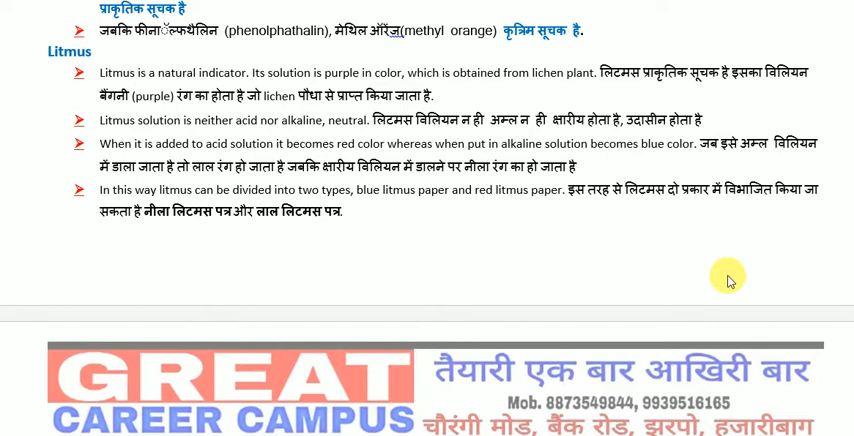 प्राकृतिक सूचक है
➢ जबकि फीनाॅल्फथैलिन (phenolphathalin), मेथिल ऑरेंज(methyl orange) कृत्रिम सूचक है.
Litmus
➢ Litmus is a natural indicator. Its solution is purple in color, which is obtained from lichen plant. लिटमस प्राकृतिक सूचक है इसका विलियन
बैंगनी (purple) रंग का होता है जो lichen पौधा से प्राप्त किया जाता है.
➢ Litmus solution is neither acid nor alkaline, neutral. लिटमस विलियन न ही अम्ल न ही क्षारीय होता है, उदासीन होता है
➢ When it is added to acid solution it becomes red color whereas when put in alkaline solution becomes blue color. जब इसे अम्ल विलियन
में डाला जाता है तो लाल रंग हो जाता है जबकि क्षारीय विलियन में डालने पर नीला रंग का हो जाता है
➢ In this way litmus can be divided into two types, blue litmus paper and red litmus paper. इस तरह से लिटमस दो प्रकार में विभाजित किया जा
सकता है नीला लिटमस पत्र और लाल लिटमस पत्र.
GREAT तैयारी एक बार आखिरी बार
Mob. 8873549844, 9939516165
CAREER CAMPUS चौरंगी मोड, बैंक रोड, झरपो, हजारीबाग